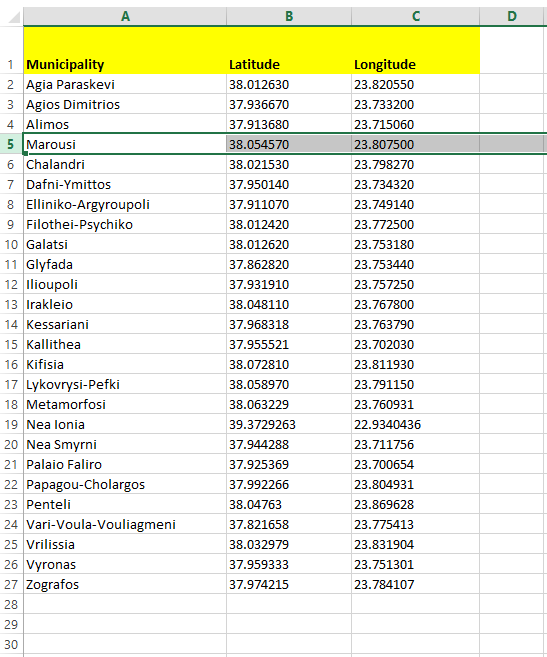 A B C D
1 Municipality Latitude Longitude
2 Agia Paraskevi 38.012630 23.820550
3 Agios Dimitrios 37.936670 23.733200
4 Alimos 37.913680 23.715060
5 Marousi 38.054570 23.807500
6 Chalandri 38.021530 23.798270
7 Dafni-Ymittos 37.950140 23.734320
8 Elliniko-Argyroupoli 37.911070 23.749140
9 Filothei-Psychiko 38.012420 23.772500
10 Galatsi 38.012620 23.753180
11 Glyfada 37.862820 23.753440
12 Ilioupoli 37.931910 23.757250
13 Irakleio 38.048110 23.767800
14 Kessariani 37.968318 23.763790
15 Kallithea 37.955521 23.702030
16 Kifisia 38.072810 23.811930
17 Lykovrysi-Pefki 38.058970 23.791150
18 Metamorfosi 38.063229 23.760931
19 Nea Ionia 39.3729263 22.9340436
20 Nea Smyrni 37.944288 23.711756
21 Palaio Faliro 37.925369 23.700654
22 Papagou-Cholargos 37.992266 23.804931
23 Penteli 38.04763 23.869628
24 Vari-Voula-Vouliagmeni 37.821658 23.775413
25 Vrilissia 38.032979 23.831904
26 Vyronas 37.959333 23.751301
27 Zografos 37.974215 23.784107
28
29
30